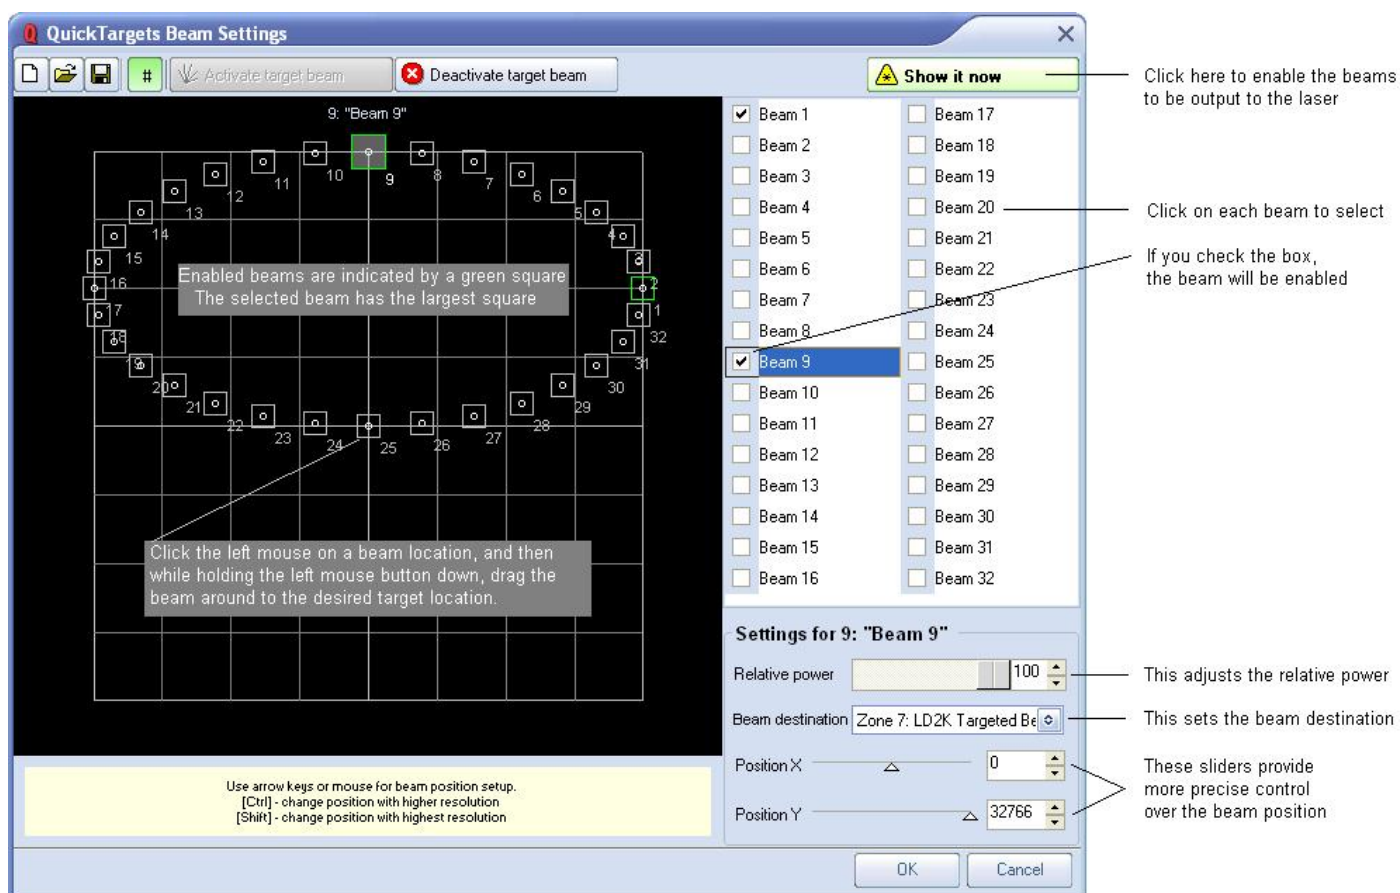 QuickTargets Beam Settings
# Activate target beam Deactivate target beam Show it now
Click here to enable the beams
to be output to the laser
9: "Beam 9"
10 9 8
11 7
12 6
13 5
14 4
15 3
16 2
17 1
18 32
19 31
20 30
21 29
22 28
23 27
24 25 26
Enabled beams are indicated by a green square
The selected beam has the largest square
Click the left mouse on a beam location, and then
while holding the left mouse button down, drag the
beam around to the desired target location.
Use arrow keys or mouse for beam position setup.
[Ctrl] - change position with higher resolution
[Shift] - change position with highest resolution
Beam 1
Beam 2
Beam 3
Beam 4
Beam 5
Beam 6
Beam 7
Beam 8
Beam 9
Beam 10
Beam 11
Beam 12
Beam 13
Beam 14
Beam 15
Beam 16
Beam 17
Beam 18
Beam 19
Beam 20
Beam 21
Beam 22
Beam 23
Beam 24
Beam 25
Beam 26
Beam 27
Beam 28
Beam 29
Beam 30
Beam 31
Beam 32
Click on each beam to select
If you check the box,
the beam will be enabled
Settings for 9: "Beam 9"
Relative power 100
This adjusts the relative power
Beam destination Zone 7: LD2K Targeted Be
This sets the beam destination
Position X 0
Position Y 32766
These sliders provide
more precise control
over the beam position
OK Cancel